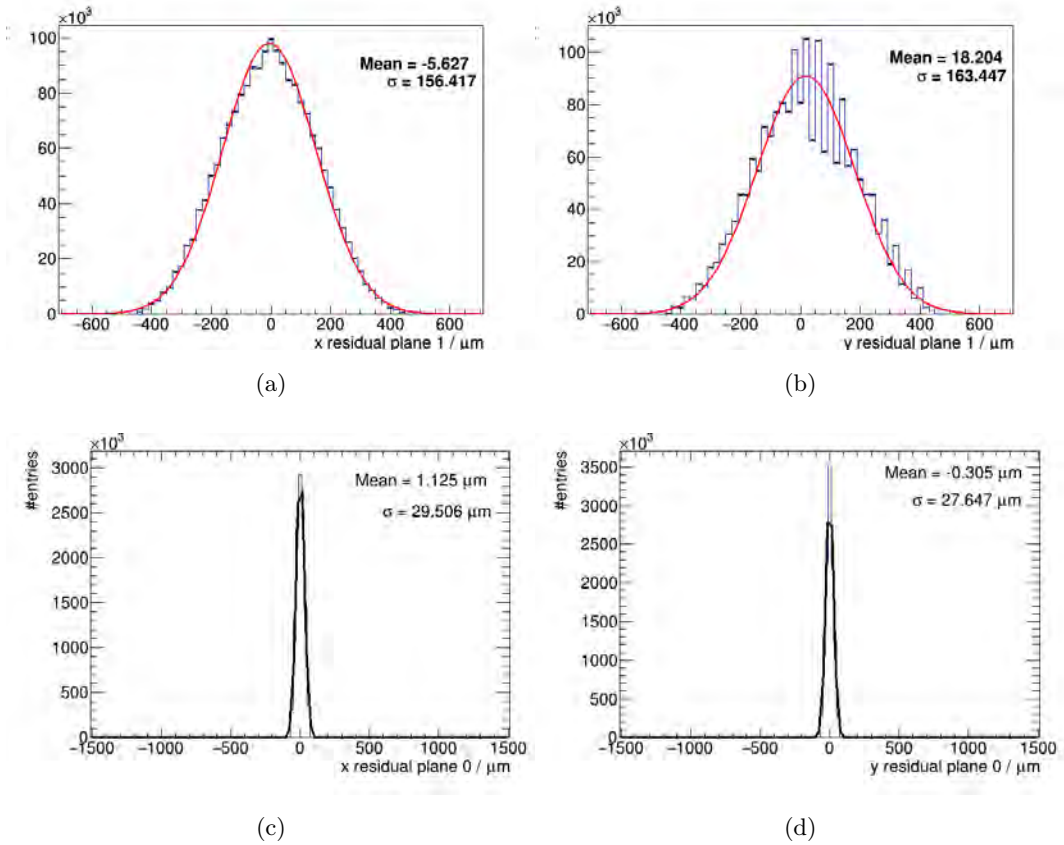 ×10³
100
80
60
40
20
0
Mean = -5.627
σ = 156.417
-600 -400 -200 0 200 400 600
x residual plane 1 / μm
(a)
×10³
100
80
60
40
20
0
18.204
Mean =
σ = 163.447
-600 -400 -200 0 200 400 600
y residual plane 1 / μm
(b)
×10³
#entries
3000
2500
2000
1500
1000
500
0
Mean = 1.125 μm
σ = 29.506 μm
−1500 −1000 −500 0 500 1000 1500
x residual plane 0 / μm
(c)
×10³
#entries
3500
3000
2500
2000
1500
1000
500
0
Mean = -0.305 μm
σ = 27.647 μm
−1500 −1000 −500 0 500 1000 1500
y residual plane 0 / μm
(d)